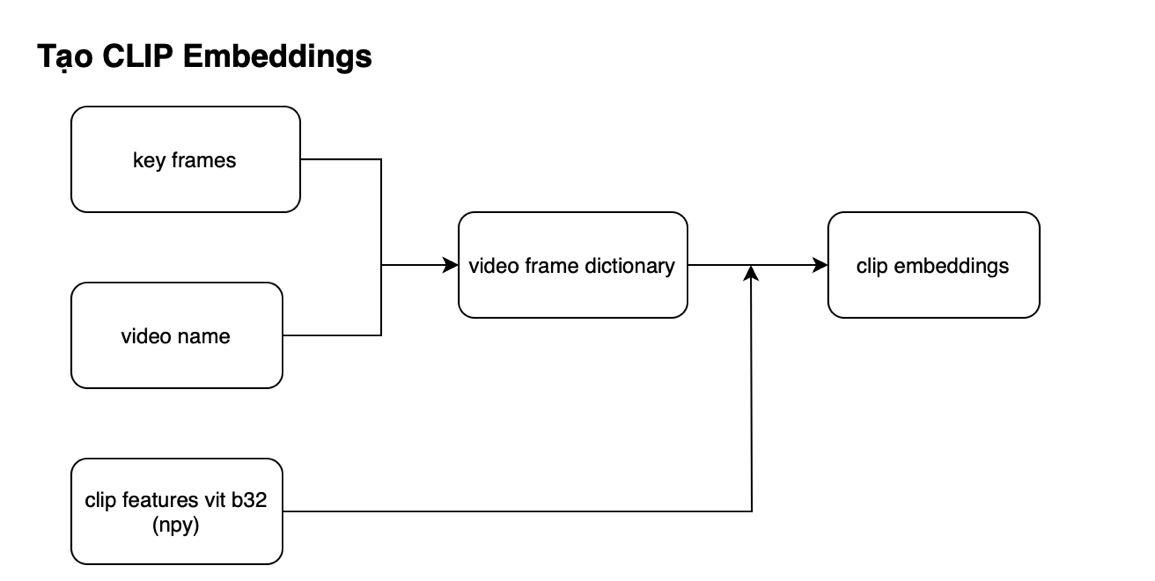 Tạo CLIP Embeddings
key frames
video name
video frame dictionary
clip embeddings
clip features vit b32
(npy)